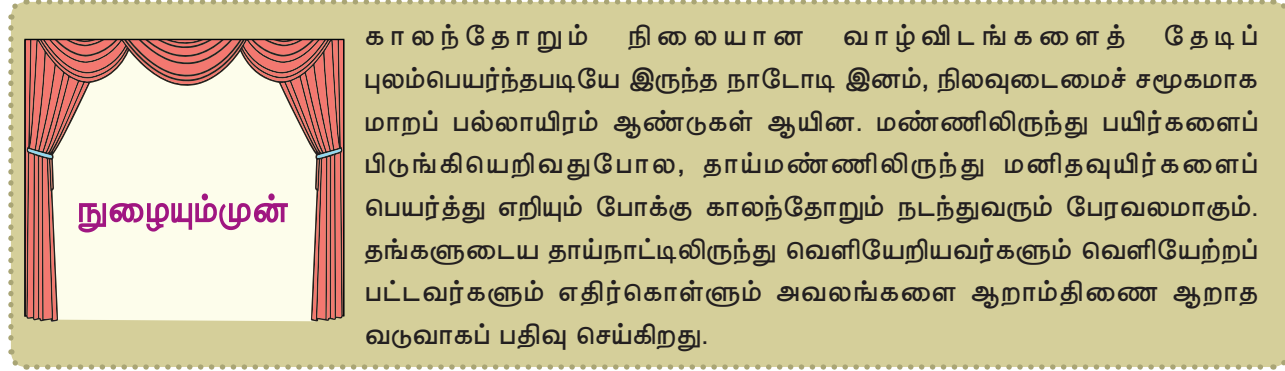 நுழையும்முன்
காலந்தோறும் நிலையான வாழ்விடங்களைத் தேடிப்
புலம்பெயர்ந்தபடியே இருந்த நாடோடி இனம், நிலவுடைமைச் சமூகமாக
மாறப் பல்லாயிரம் ஆண்டுகள் ஆயின. மண்ணிலிருந்து பயிர்களைப்
பிடுங்கியெறிவதுபோல, தாய்மண்ணிலிருந்து மனிதவுயிர்களைப்
பெயர்த்து எறியும் போக்கு காலந்தோறும் நடந்துவரும் பேரவலமாகும்.
தங்களுடைய தாய்நாட்டிலிருந்து வெளியேறியவர்களும் வெளியேற்றப்
பட்டவர்களும் எதிர்கொள்ளும் அவலங்களை ஆறாம்திணை ஆறாத
வடுவாகப் பதிவு செய்கிறது.